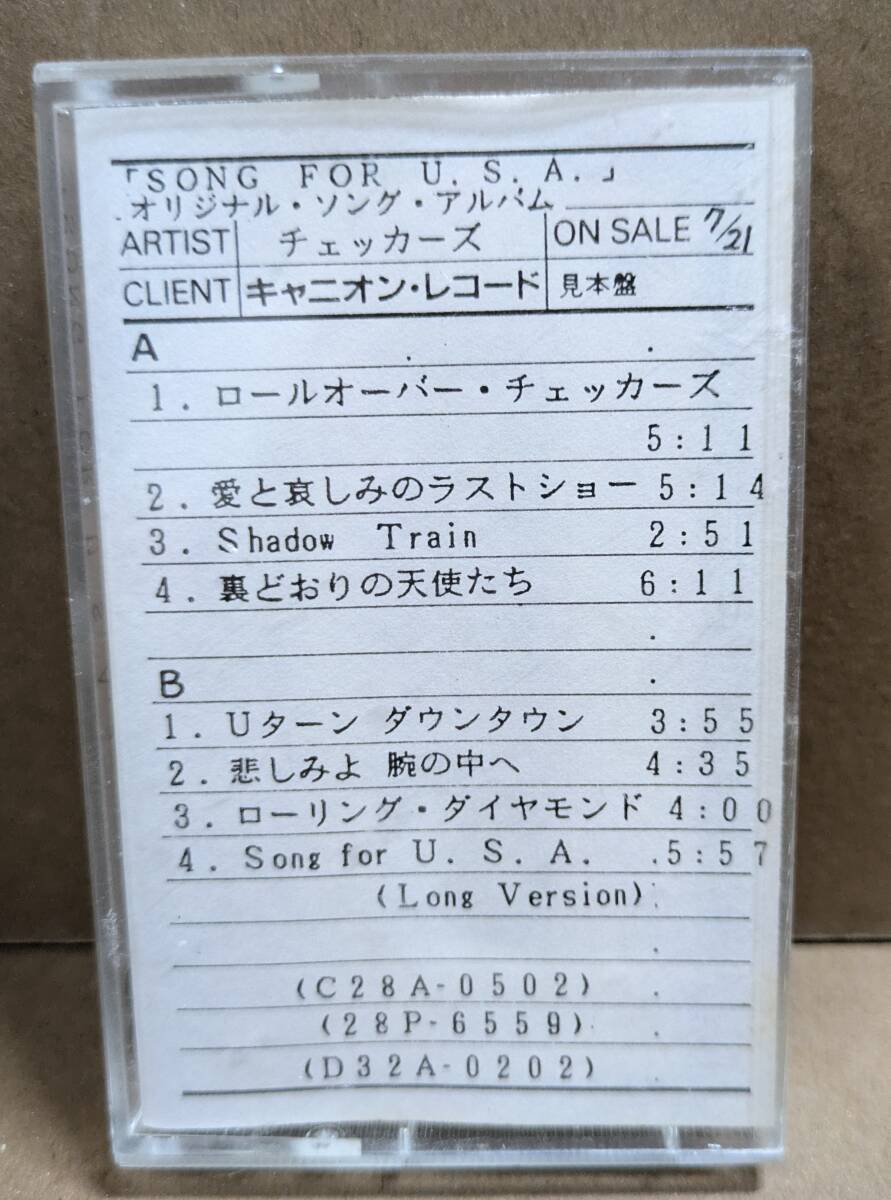 「SONG FOR U.S.A.」
オリジナル・ソング・アルバム
ARTIST チェッカーズ ON SALE 7/21
CLIENT キャニオン・レコード 見本盤
A
1. ロールオーバー・チェッカーズ
5:11
2. 愛と哀しみのラストショー 5:14
3. Shadow Train 2:51
4. 裏どおりの天使たち 6:11
B
1. Uターン ダウンタウン 3:55
2. 悲しみよ 腕の中へ 4:35
3. ローリング・ダイヤモンド 4:00
4. Song for U.S.A. 5:57
(Long Version)
(C28A-0502)
(28P-6559)
(D32A-0202)